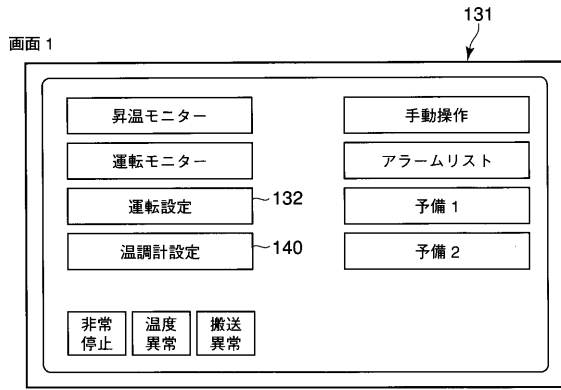 131
画面 1
昇温モニター
手動操作
運転モニター
アラームリスト
運転設定
132
予備 1
温調計設定
140
予備 2
非常
停止
温度
異常
搬送
異常